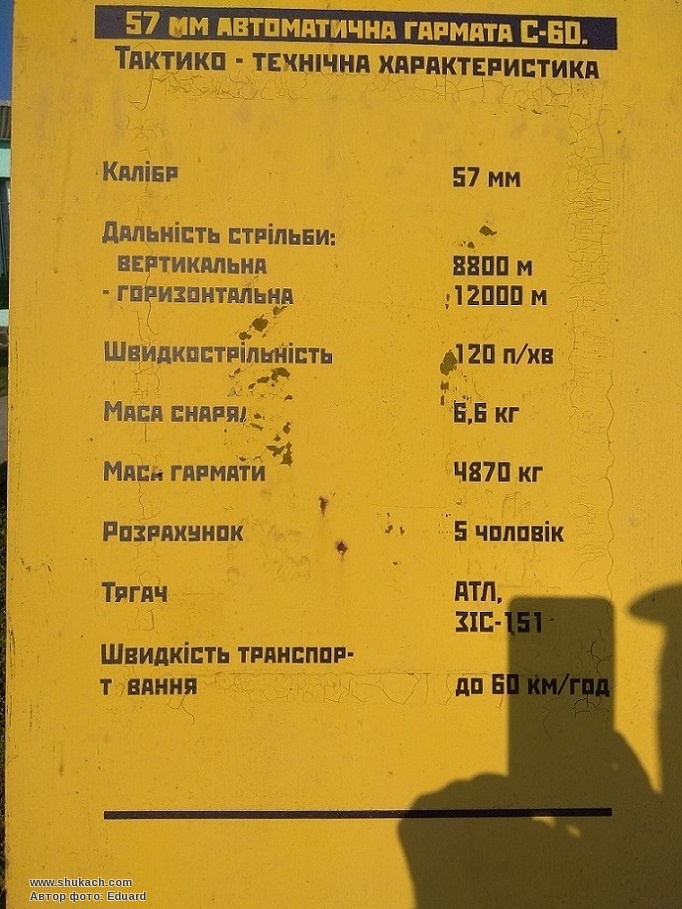 57 мм автоматична гармата С-60.
Тактико - технічна характеристика
Калібр 57 мм
Дальність стрільби:
вертикальна 8800 м
- горизонтальна 12000 м
Швидкострільність 120 п/хв
Маса 6,6 кг
Маса гармати 4870 кг
Розрахунок 5 чоловік
Тягач АТЛ,
ЗІС-151
Швидкість транспор-
т вання до 60 км/год
www.shukach.com
Автор фото: Eduard